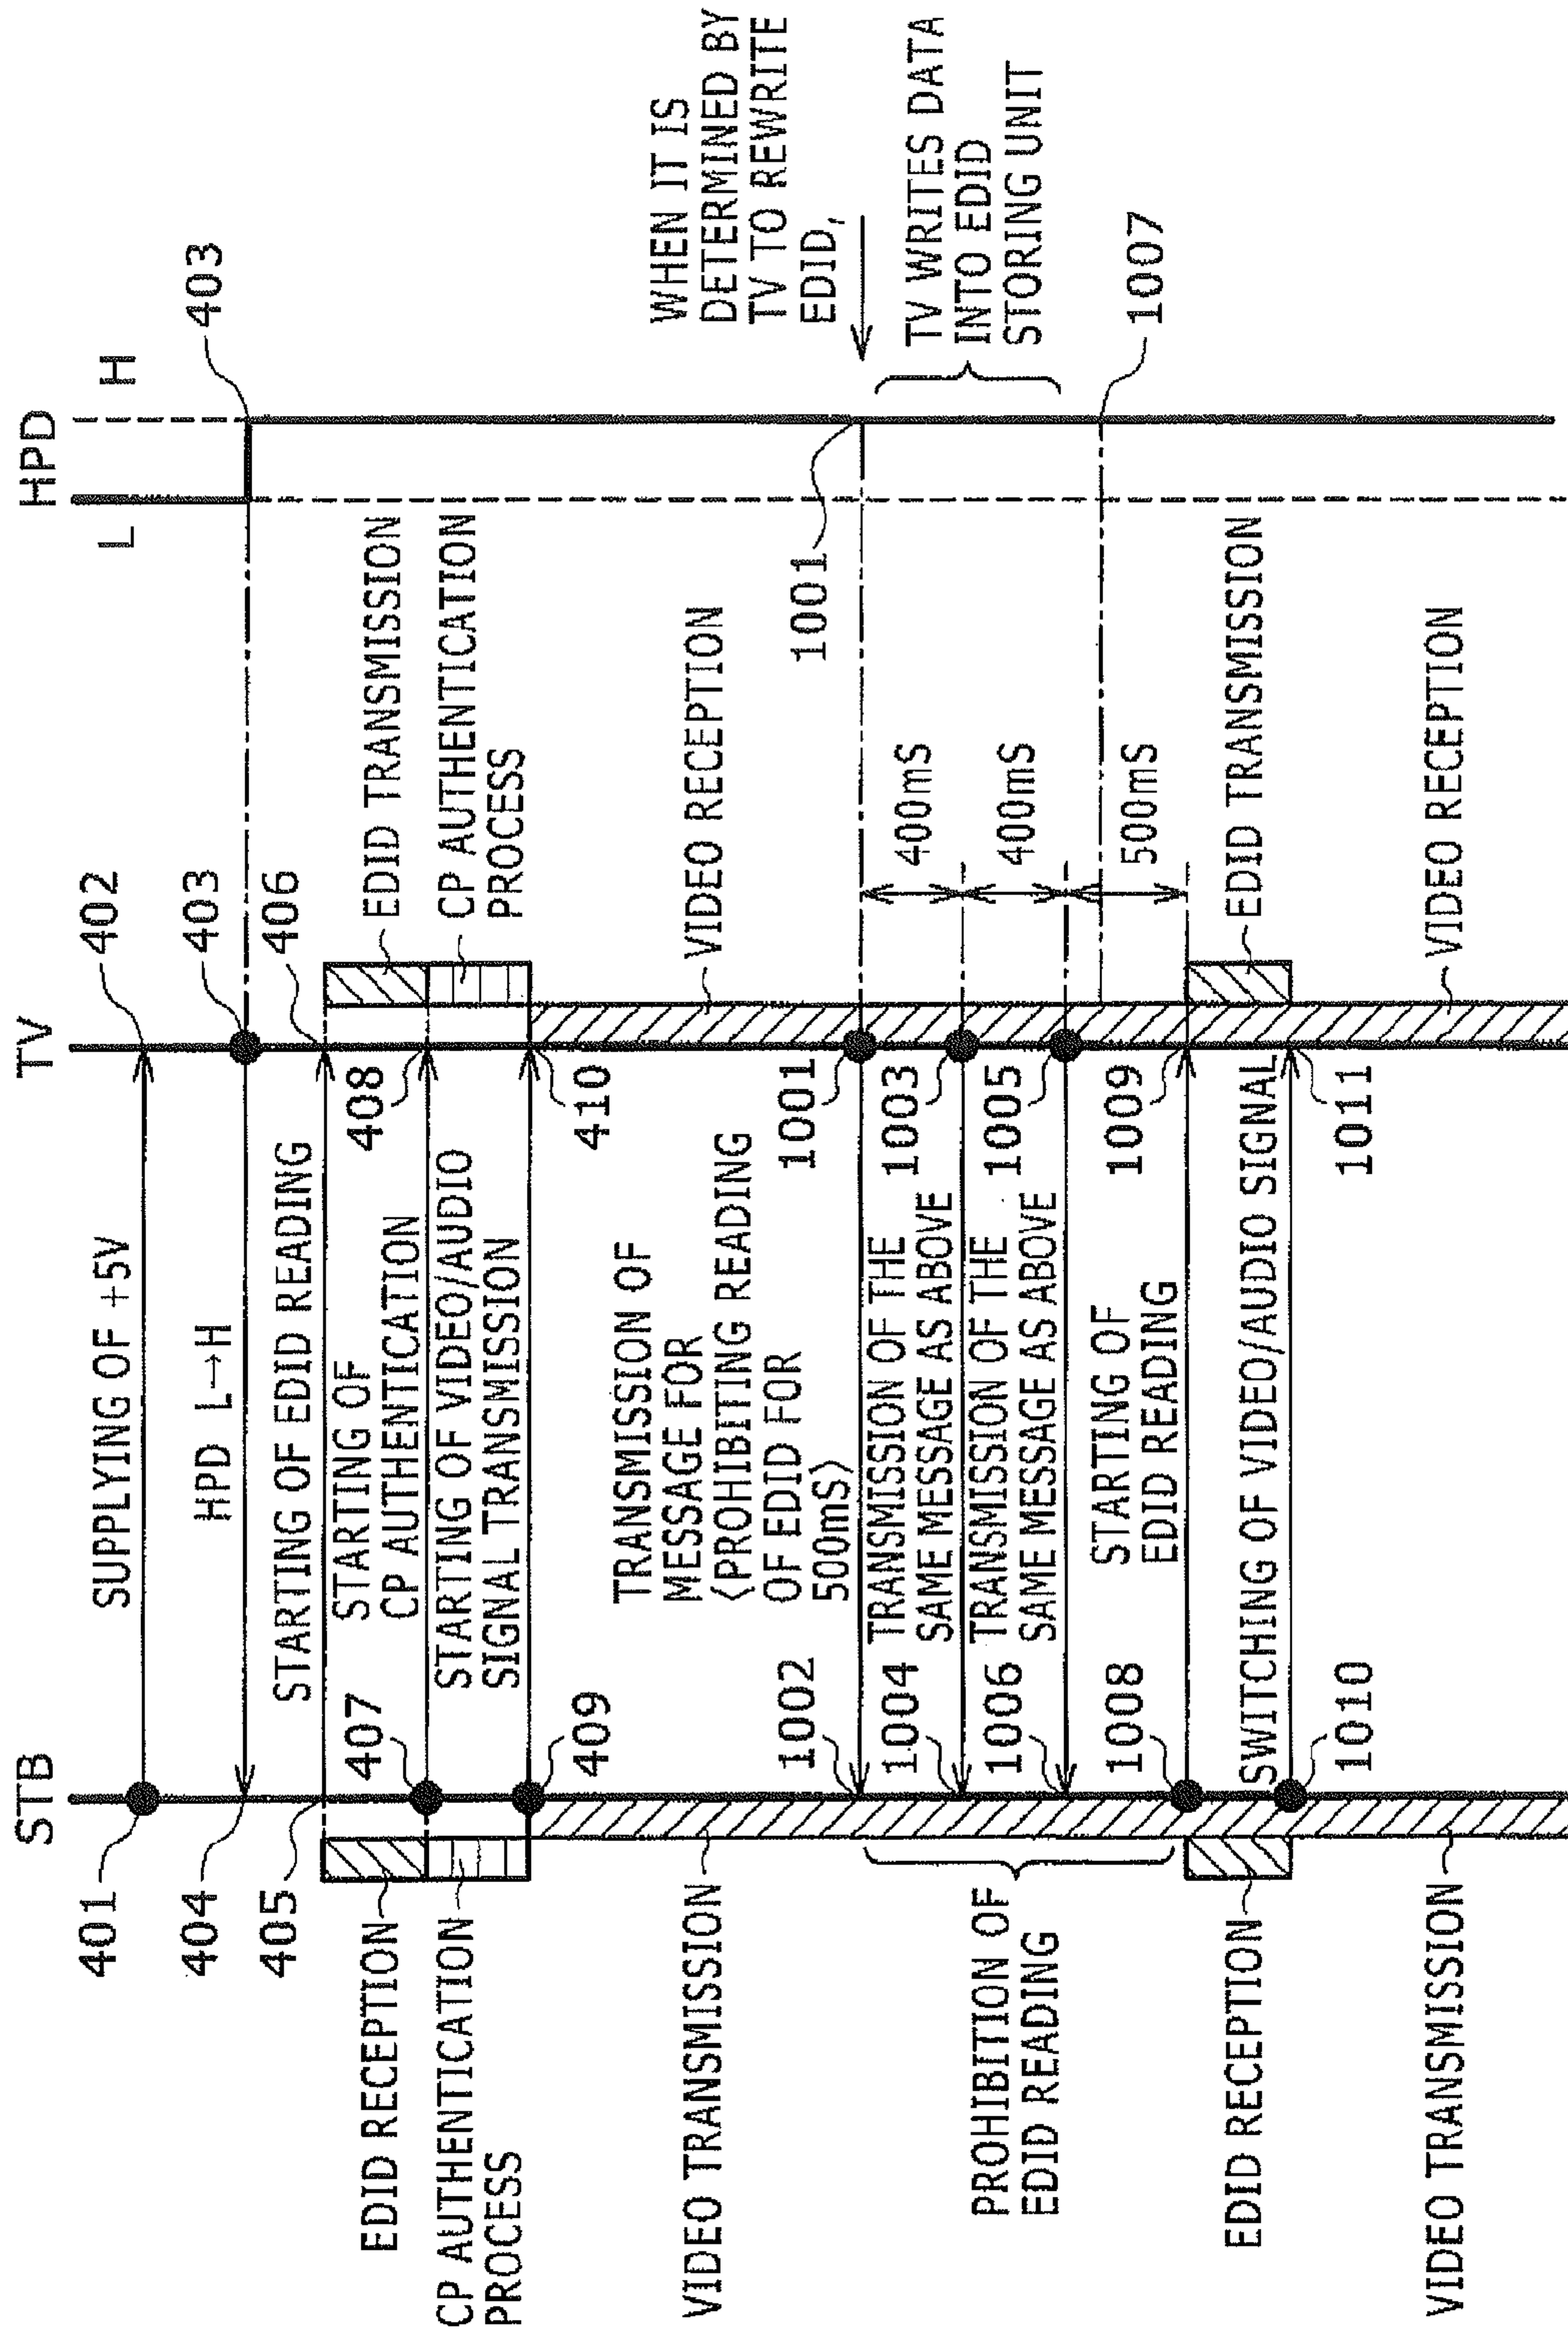 STB
TV
HPD
L
H
401
SUPPLYING OF +5V
402
404
HPD L→H
403
403
405
STARTING OF EDID READING
406
EDID RECEPTION
407
STARTING OF
CP AUTHENTICATION
408
EDID TRANSMISSION
CP AUTHENTICATION
PROCESS
STARTING OF VIDEO/AUDIO
SIGNAL TRANSMISSION
CP AUTHENTICATION
PROCESS
409
410
VIDEO TRANSMISSION
TRANSMISSION OF
MESSAGE FOR
<PROHIBITING READING
OF EDID FOR
500mS>
VIDEO RECEPTION
WHEN IT IS
DETERMINED BY
TV TO REWRITE
EDID,
1002
1001
1001
1004
TRANSMISSION OF THE
SAME MESSAGE AS ABOVE
1003
400mS
TV WRITES DATA
INTO EDID
STORING UNIT
PROHIBITION OF
EDID READING
1006
TRANSMISSION OF THE
SAME MESSAGE AS ABOVE
1005
400mS
1007
1008
STARTING OF
EDID READING
1009
500mS
EDID RECEPTION
SWITCHING OF VIDEO/AUDIO SIGNAL
EDID TRANSMISSION
1010
1011
VIDEO TRANSMISSION
VIDEO RECEPTION